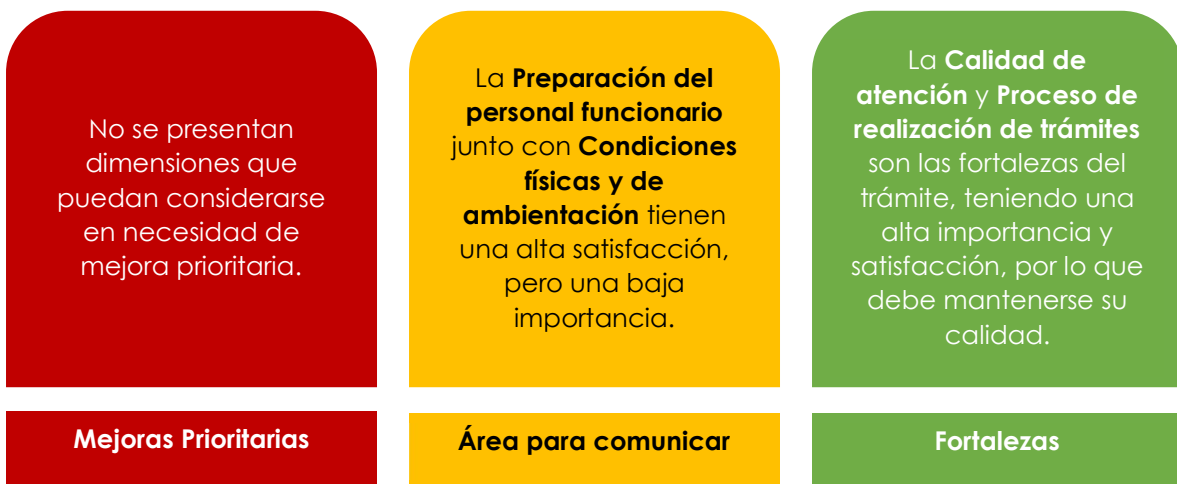 No se presentan
dimensiones que
puedan considerarse
en necesidad de
mejora prioritaria.
Mejoras Prioritarias
La Preparación del
personal funcionario
junto con Condiciones
físicas y de
ambientación tienen
una alta satisfacción,
pero una baja
importancia.
Área para comunicar
La Calidad de
atención y Proceso de
realización de trámites
son las fortalezas del
trámite, teniendo una
alta importancia y
satisfacción, por lo que
debe mantenerse su
calidad.
Fortalezas